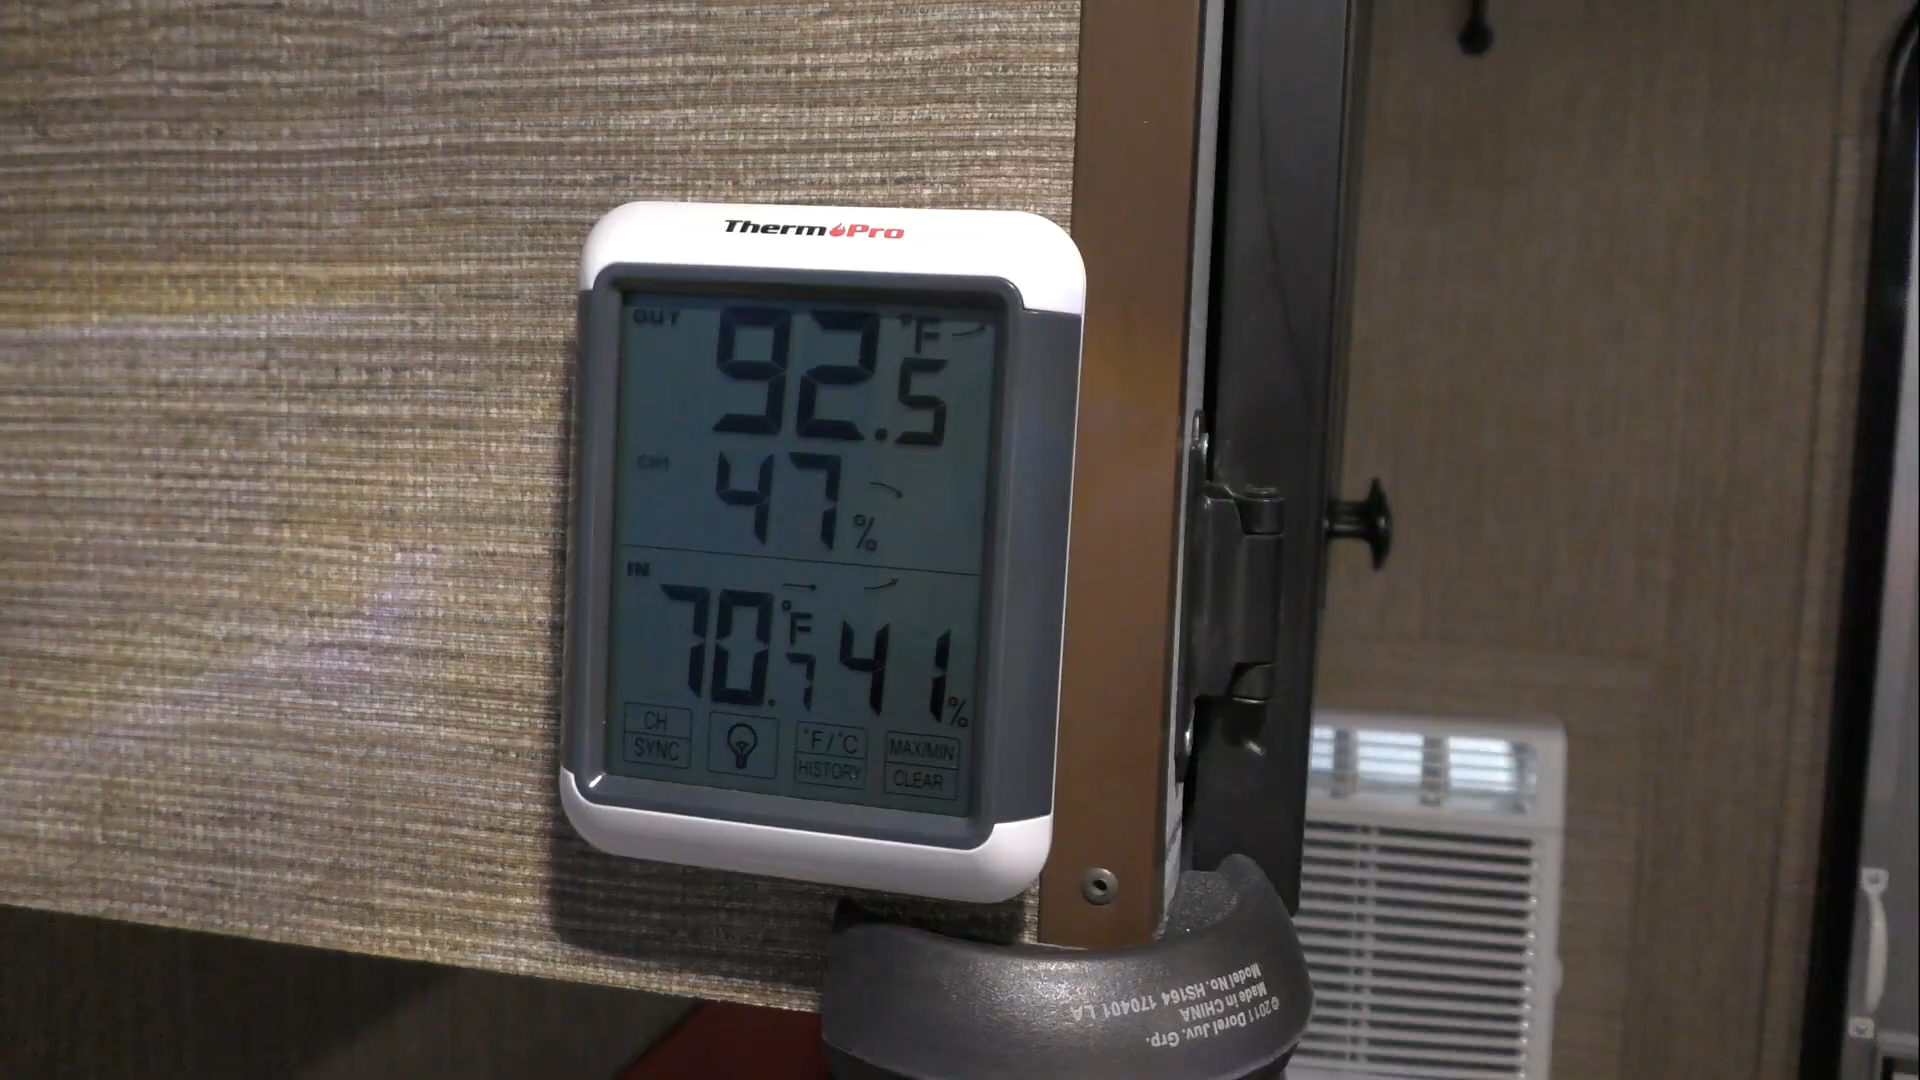 ThermoPro
OUT 92.5 °F
CH1 47 %
IN 70.7 °F 41 %
CH
SYNC
°F/°C
HISTORY
MAX/MIN
CLEAR
©2011 Dorel Juv. Grp.
Made in CHINA
Model No. HS164 170401 LA